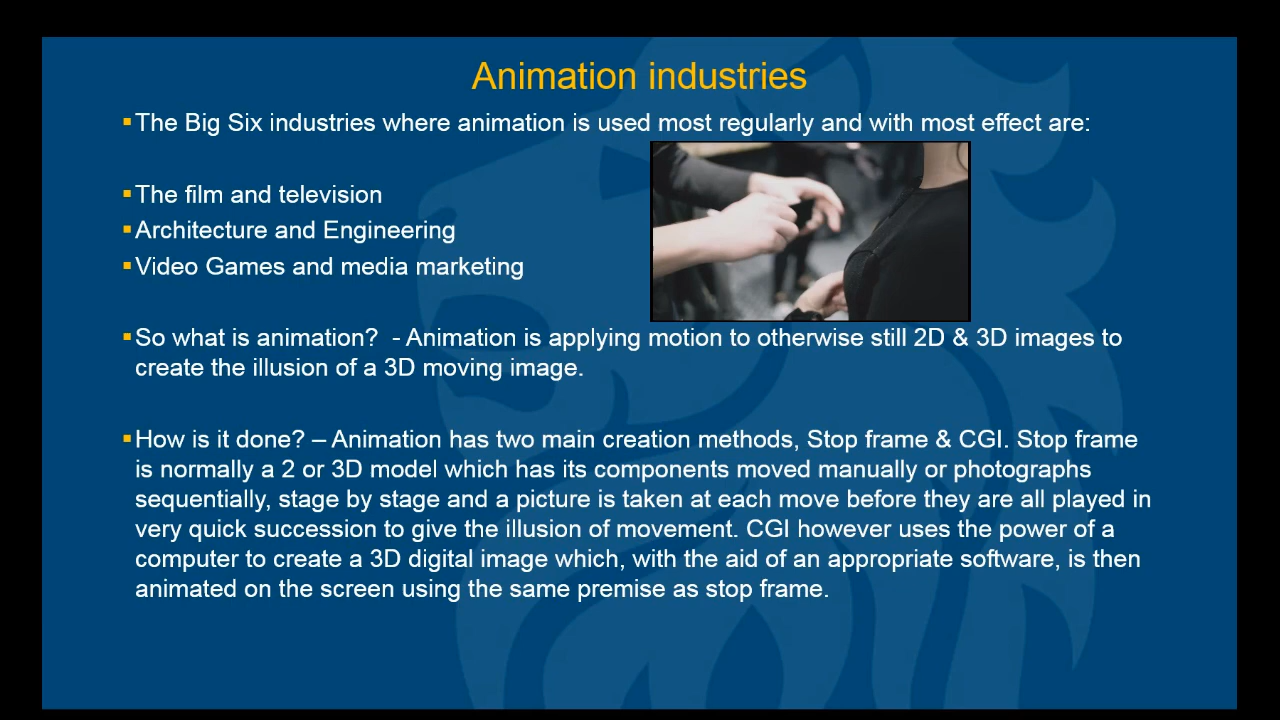 Animation industries
The Big Six industries where animation is used most regularly and with most effect are:
The film and television
Architecture and Engineering
Video Games and media marketing
So what is animation?  - Animation is applying motion to otherwise still 2D & 3D images to
create the illusion of a 3D moving image.
How is it done? – Animation has two main creation methods, Stop frame & CGI. Stop frame
is normally a 2 or 3D model which has its components moved manually or photographs
sequentially, stage by stage and a picture is taken at each move before they are all played in
very quick succession to give the illusion of movement. CGI however uses the power of a
computer to create a 3D digital image which, with the aid of an appropriate software, is then
animated on the screen using the same premise as stop frame.